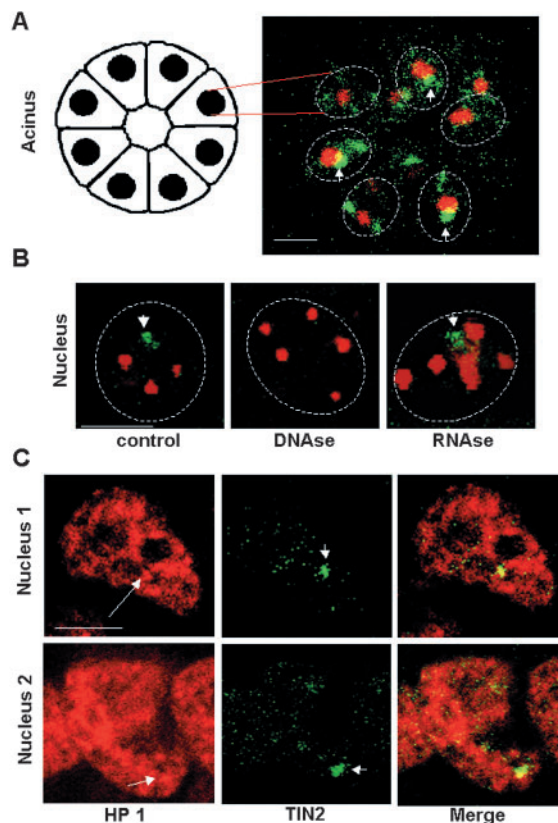 A
Acinus
B
Nucleus
control DNAse RNAse
C
Nucleus 1
Nucleus 2
HP 1 TIN2 Merge